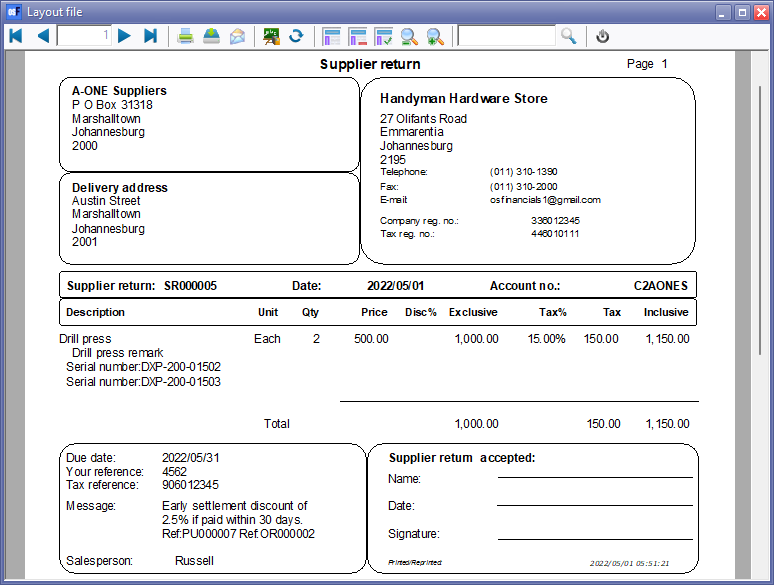 Layout file
1
Supplier return Page 1
A-ONE Suppliers
P O Box 31318
Marshalltown
Johannesburg
2000
Handyman Hardware Store
27 Olifants Road
Emmarentia
Johannesburg
2195
Telephone: (011) 310-1390
Fax: (011) 310-2000
E-mail: osfinancials1@gmail.com
Company reg. no.: 336012345
Tax reg. no.: 446010111
Delivery address
Austin Street
Marshalltown
Johannesburg
2001
Supplier return: SR000005 Date: 2022/05/01 Account no.: C2AONES
Description Unit Qty Price Disc% Exclusive Tax% Tax Inclusive
Drill press Each 2 500.00 1,000.00 15.00% 150.00 1,150.00
Drill press remark
Serial number:DXP-200-01502
Serial number:DXP-200-01503
Total 1,000.00 150.00 1,150.00
Due date: 2022/05/31
Your reference: 4562
Tax reference: 906012345
Message: Early settlement discount of
2.5% if paid within 30 days.
Ref:PU000007 Ref:OR000002
Salesperson: Russell
Supplier return accepted:
Name:
Date:
Signature:
Printed/Reprinted: 2022/05/01 05:51:21